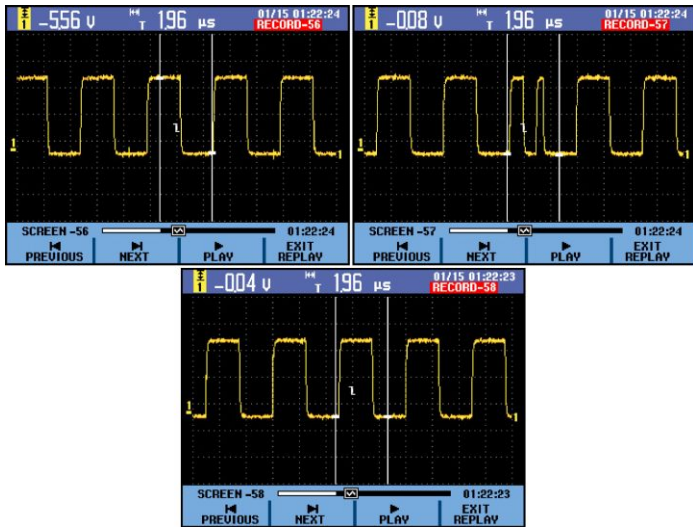 1 -5.56 V T 1.96 µs 01/15 01:22:24
RECORD-56
1
1
SCREEN -56 01:22:24
PREVIOUS NEXT PLAY EXIT REPLAY
1 -0.08 V T 1.96 µs 01/15 01:22:24
RECORD-57
1
1
SCREEN -57 01:22:24
PREVIOUS NEXT PLAY EXIT REPLAY
1 -0.04 V T 1.96 µs 01/15 01:22:23
RECORD-58
1
1
SCREEN -58 01:22:23
PREVIOUS NEXT PLAY EXIT REPLAY